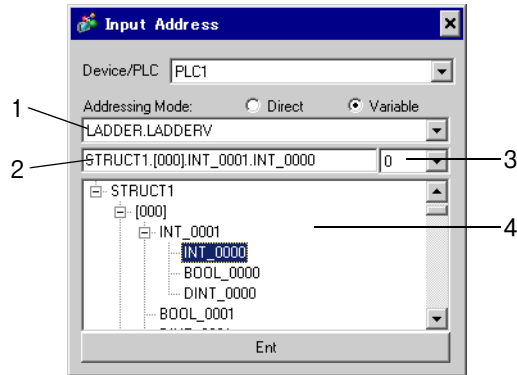 Input Address
Device/PLC PLC1
Addressing Mode: Direct Variable
1
LADDER.LADDERV
2 STRUCT1.[000].INT_0001.INT_0000 0 3
STRUCT1
[000]
4
INT_0001
INT_0000
BOOL_0000
DINT_0000
BOOL_0001
Ent